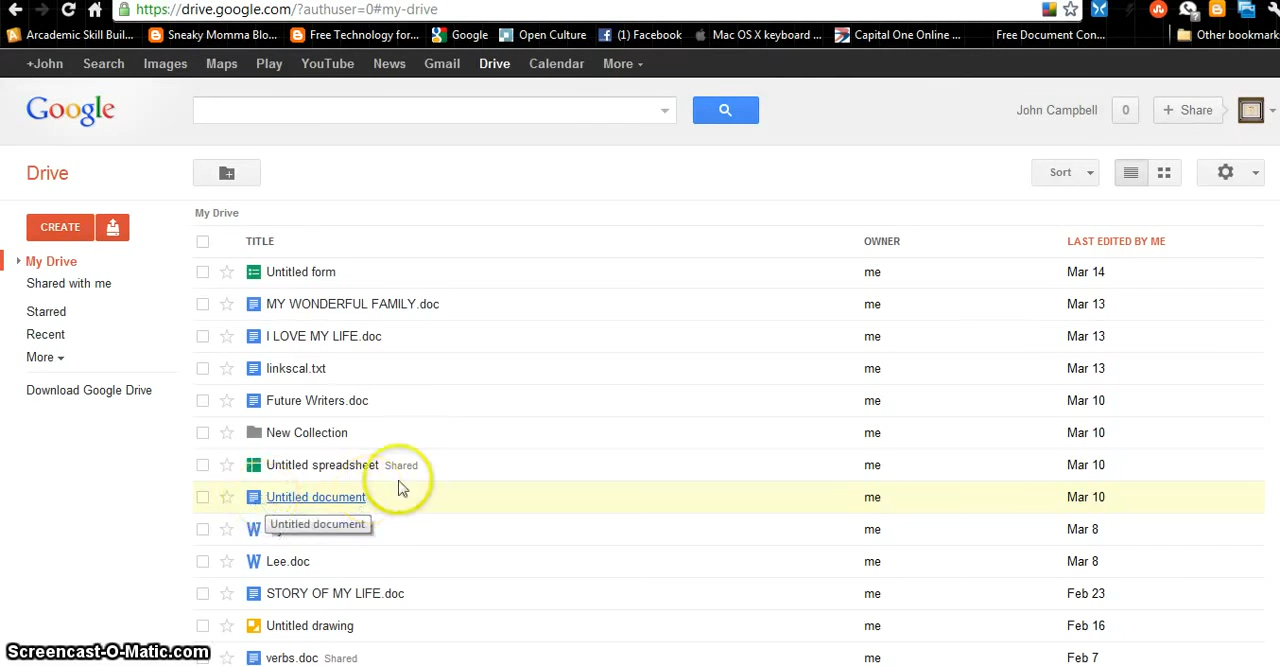 https://drive.google.com/?authuser=0#my-drive
Arcademic Skill Buil... Sneaky Momma Blo... Free Technology for... Google Open Culture (1) Facebook Mac OS X keyboard ... Capital One Online ... Free Document Con... Other bookmark
+John Search Images Maps Play YouTube News Gmail Drive Calendar More
Google John Campbell 0 + Share
Drive Sort
My Drive
CREATE TITLE OWNER LAST EDITED BY ME
My Drive
Shared with me
Starred
Recent
More
Download Google Drive
Untitled form me Mar 14
MY WONDERFUL FAMILY.doc me Mar 13
I LOVE MY LIFE.doc me Mar 13
linkscal.txt me Mar 13
Future Writers.doc me Mar 10
New Collection me Mar 10
Untitled spreadsheet Shared me Mar 10
Untitled document me Mar 10
Untitled document
me Mar 8
Lee.doc me Mar 8
STORY OF MY LIFE.doc me Feb 23
Untitled drawing me Feb 16
verbs.doc Shared me Feb 7
Screencast-O-Matic.com